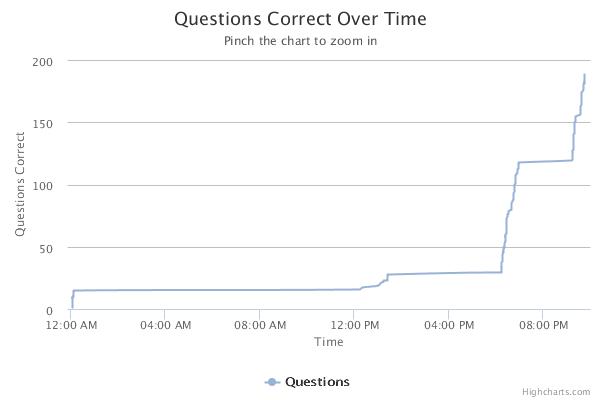 Questions Correct Over Time
Pinch the chart to zoom in
200
150
100
50
0
Questions Correct
12:00 AM 04:00 AM 08:00 AM 12:00 PM 04:00 PM 08:00 PM
Time
Questions
Highcharts.com